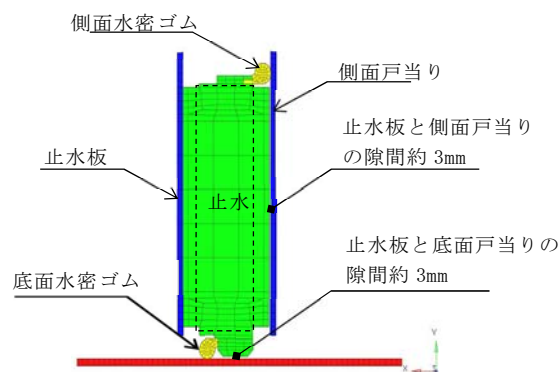 側面水密ゴム
側面戸当り
止水板と側面戸当り
の隙間約 3mm
止水板
止水
止水板と底面戸当りの
隙間約 3mm
底面水密ゴム
Y
X